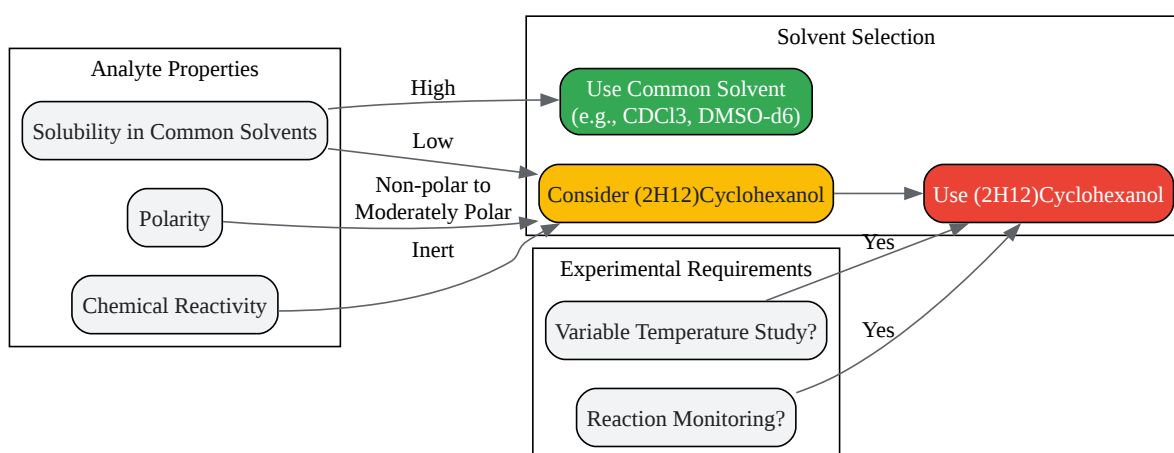 Analyte Properties
Solubility in Common Solvents
Polarity
Chemical Reactivity
High
Low
Non-polar to
Moderately Polar
Inert
Solvent Selection
Use Common Solvent
(e.g., CDCl3, DMSO-d6)
Consider (2H12)Cyclohexanol
Use (2H12)Cyclohexanol
Experimental Requirements
Variable Temperature Study?
Reaction Monitoring?
Yes
Yes